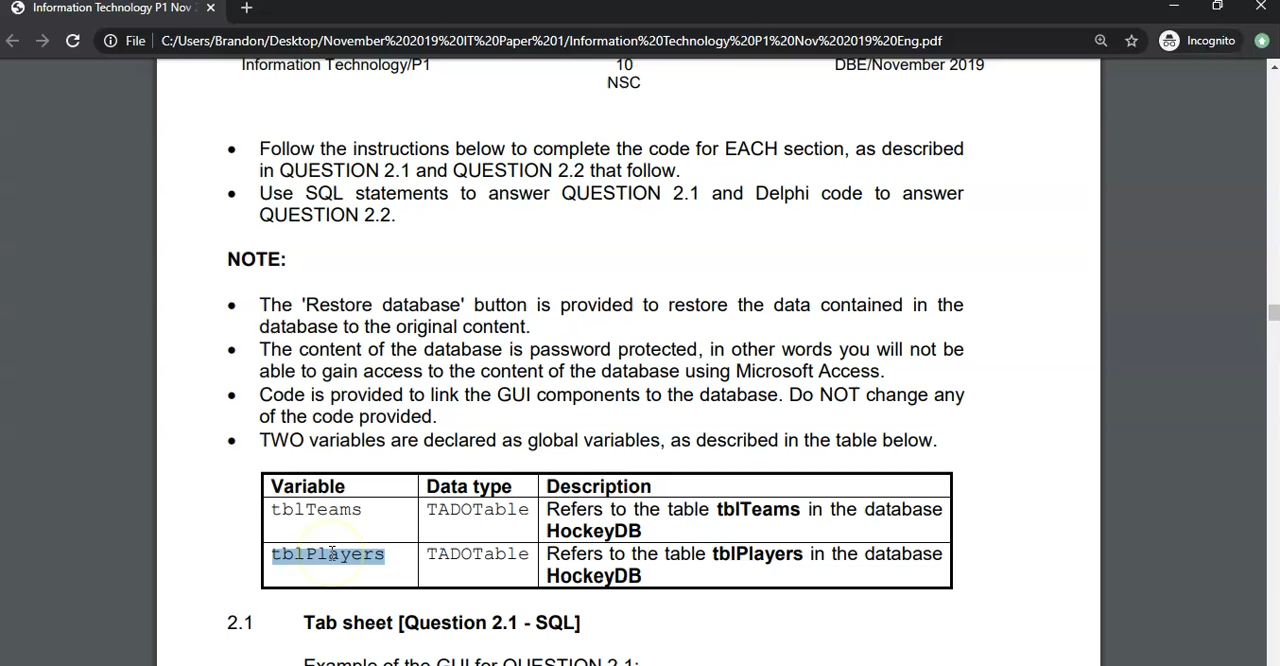 Information Technology P1 Nov 2
File C:/Users/Brandon/Desktop/November%202019%20IT%20Paper%201/Information%20Technology%20P1%20Nov%202019%20Eng.pdf
Incognito
Information Technology/P1 10 DBE/November 2019
NSC
• Follow the instructions below to complete the code for EACH section, as described
in QUESTION 2.1 and QUESTION 2.2 that follow.
• Use SQL statements to answer QUESTION 2.1 and Delphi code to answer
QUESTION 2.2.
NOTE:
• The 'Restore database' button is provided to restore the data contained in the
database to the original content.
• The content of the database is password protected, in other words you will not be
able to gain access to the content of the database using Microsoft Access.
• Code is provided to link the GUI components to the database. Do NOT change any
of the code provided.
• TWO variables are declared as global variables, as described in the table below.
Variable Data type Description
tblTeams TADOTable Refers to the table tblTeams in the database
HockeyDB
tblPlayers TADOTable Refers to the table tblPlayers in the database
HockeyDB
2.1 Tab sheet [Question 2.1 - SQL]
Example of the GUI for QUESTION 2.1: